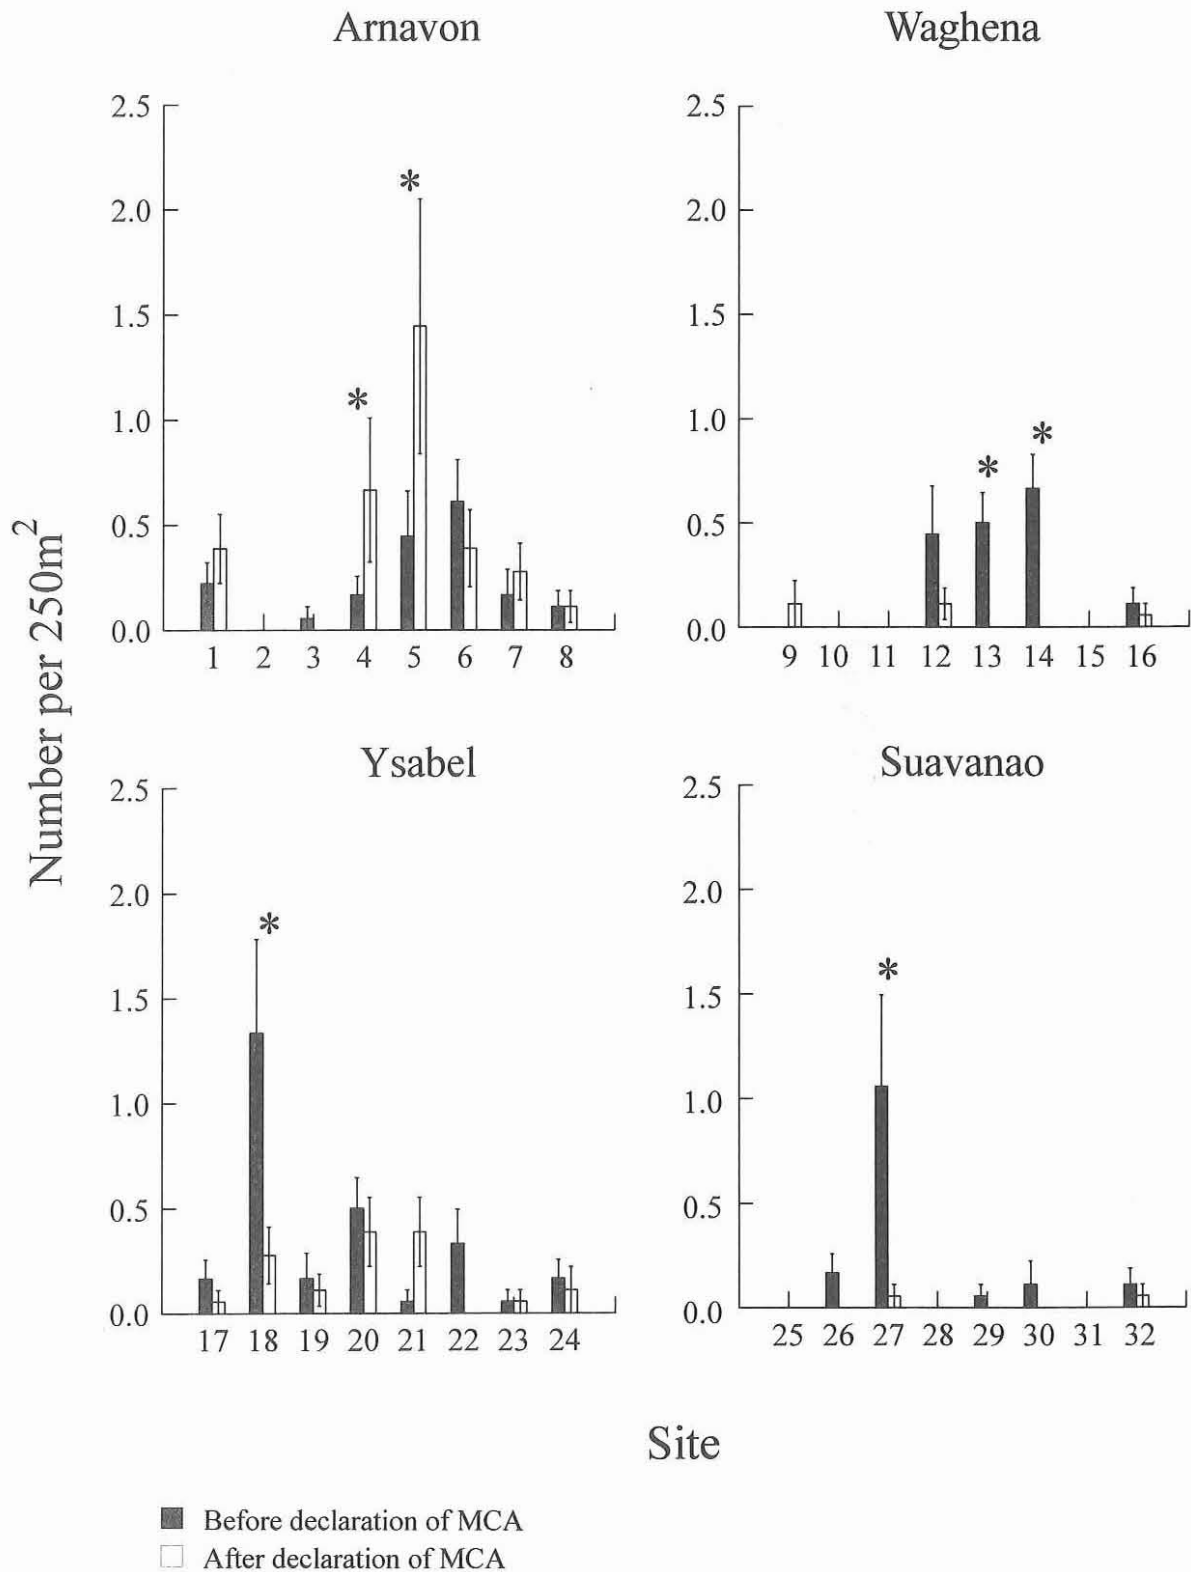 Arnavon
Waghena
2.5
2.0
1.5
1.0
0.5
0.0
*
*
1 2 3 4 5 6 7 8
2.5
2.0
1.5
1.0
0.5
0.0
*
*
9 10 11 12 13 14 15 16
Number per 250m²
Ysabel
Suavanao
2.5
2.0
1.5
1.0
0.5
0.0
*
17 18 19 20 21 22 23 24
2.5
2.0
1.5
1.0
0.5
0.0
*
25 26 27 28 29 30 31 32
Site
Before declaration of MCA
After declaration of MCA